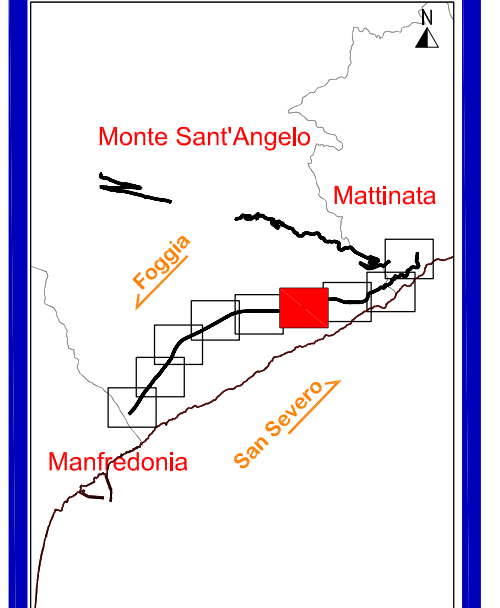 N
Monte Sant'Angelo
Mattinata
Foggia
San Severo
Manfredonia